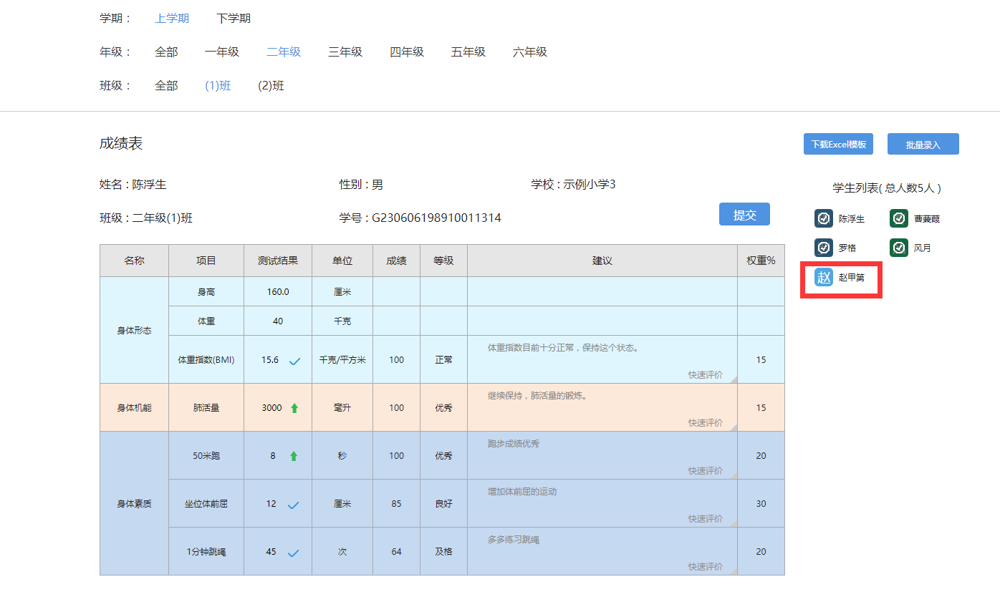 学期： 上学期 下学期
年级： 全部 一年级 二年级 三年级 四年级 五年级 六年级
班级： 全部 (1)班 (2)班
成绩表
下载Excel模板 批量录入
姓名 : 陈浮生 性别 : 男 学校 : 示例小学3
班级 : 二年级(1)班 学号 : G230606198910011314 提交
学生列表( 总人数5人 )
陈浮生 曹蒹葭
罗格 风月
赵 赵甲第
名称 项目 测试结果 单位 成绩 等级 建议 权重%
身体形态
身高 160.0 厘米
体重 40 千克
体重指数(BMI) 15.6 千克/平方米 100 正常 体重指数目前十分正常，保持这个状态。 15
快速评价
身体机能 肺活量 3000 毫升 100 优秀 继续保持，肺活量的锻炼。 15
快速评价
身体素质
50米跑 8 秒 100 优秀 跑步成绩优秀 20
快速评价
坐位体前屈 12 厘米 85 良好 增加体前屈的运动 30
快速评价
1分钟跳绳 45 次 64 及格 多多练习跳绳 20
快速评价